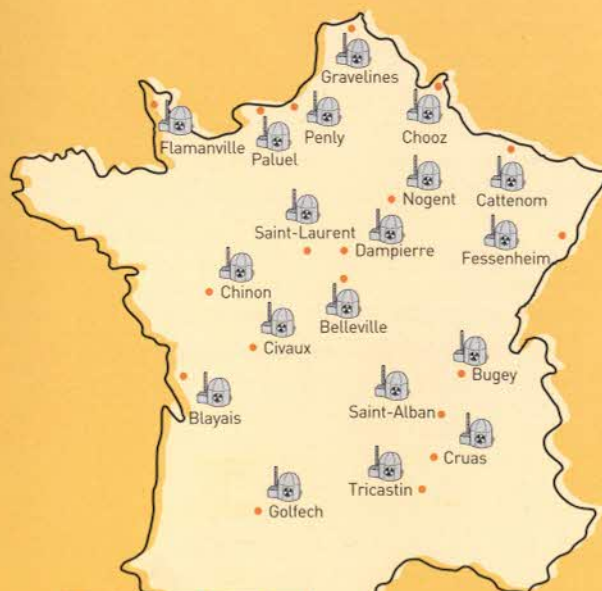 Gravelines
Penly
Chooz
Flamanville
Paluel
Cattenom
Nogent
Saint-Laurent
Dampierre
Fessenheim
Chinon
Belleville
Civaux
Bugey
Blayais
Saint-Alban
Cruas
Tricastin
Golfech